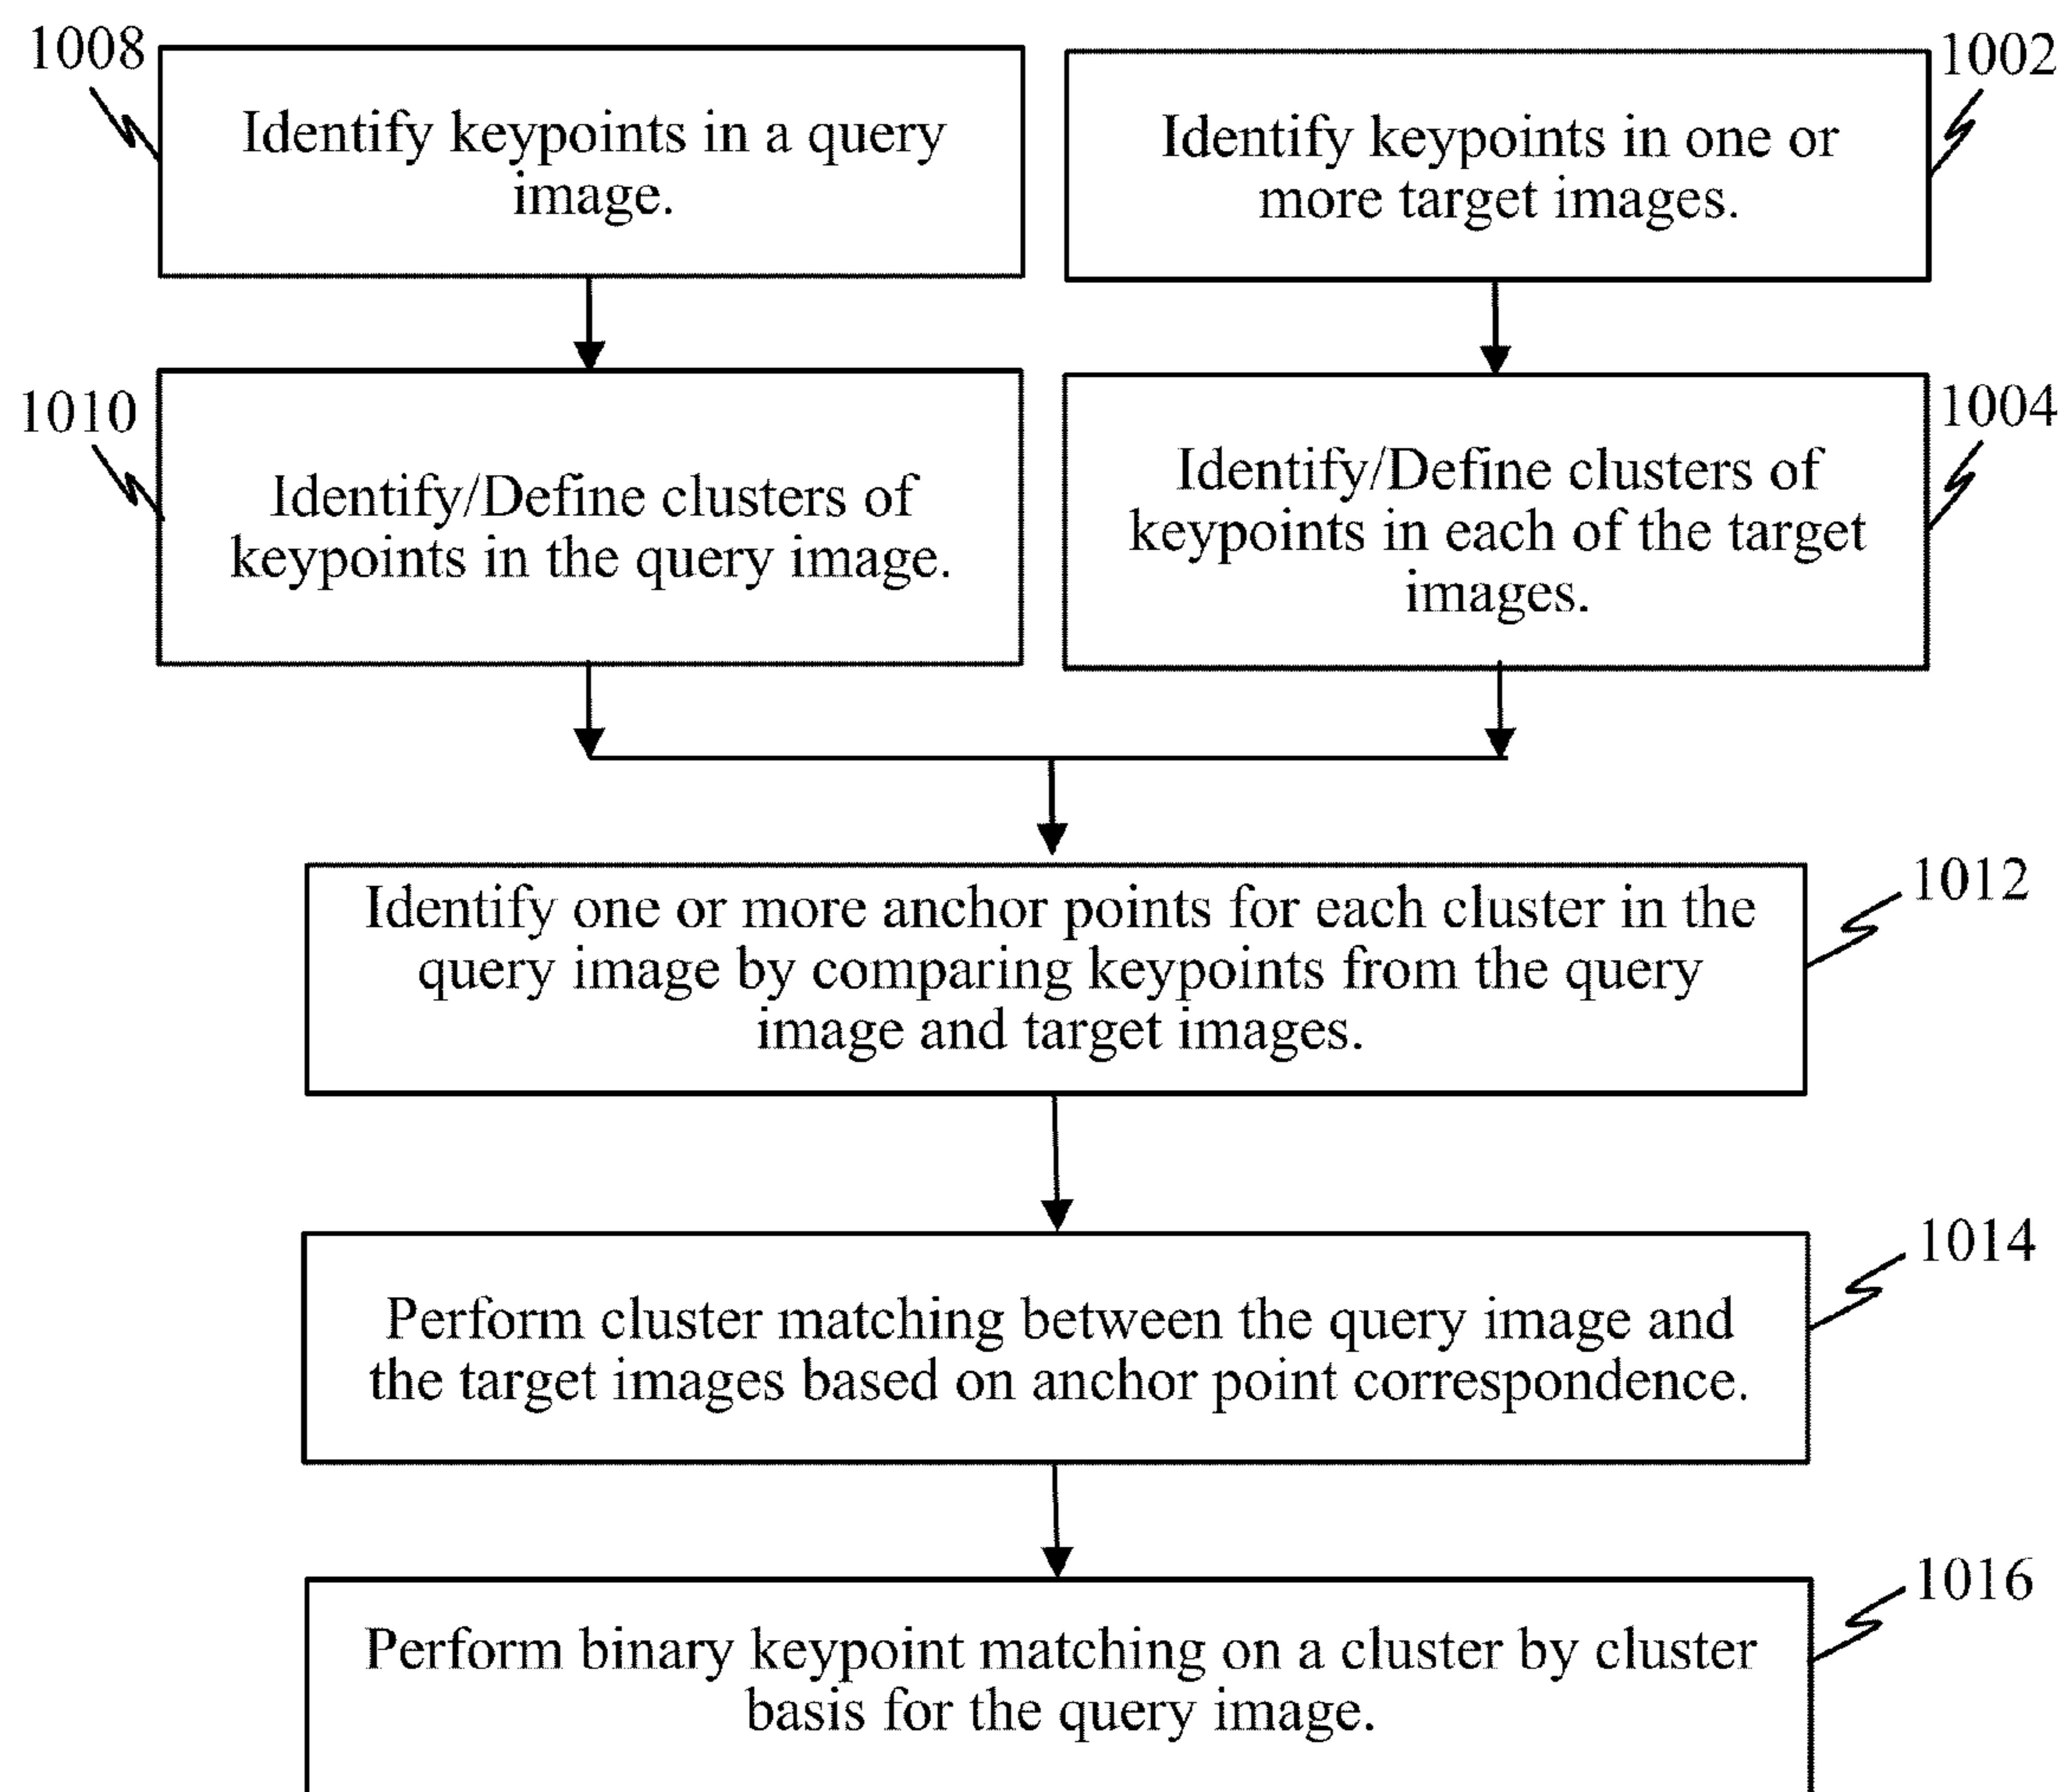 1008
Identify keypoints in a query
image.
1002
Identify keypoints in one or
more target images.
1010
Identify/Define clusters of
keypoints in the query image.
1004
Identify/Define clusters of
keypoints in each of the target
images.
1012
Identify one or more anchor points for each cluster in the
query image by comparing keypoints from the query
image and target images.
1014
Perform cluster matching between the query image and
the target images based on anchor point correspondence.
1016
Perform binary keypoint matching on a cluster by cluster
basis for the query image.